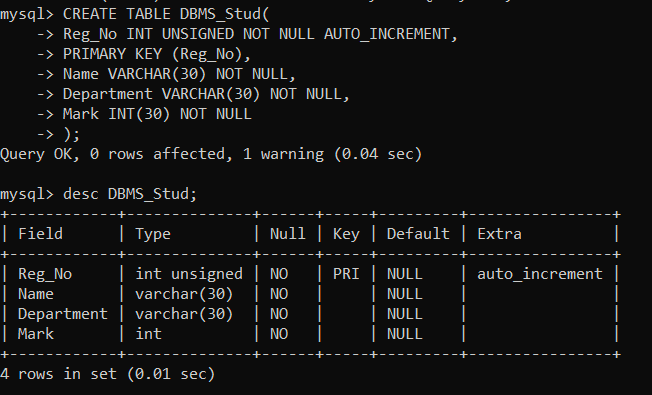 mysql> CREATE TABLE DBMS_Stud(
    -> Reg_No INT UNSIGNED NOT NULL AUTO_INCREMENT,
    -> PRIMARY KEY (Reg_No),
    -> Name VARCHAR(30) NOT NULL,
    -> Department VARCHAR(30) NOT NULL,
    -> Mark INT(30) NOT NULL
    -> );
Query OK, 0 rows affected, 1 warning (0.04 sec)

mysql> desc DBMS_Stud;
+------------+--------------+------+-----+---------+----------------+
| Field      | Type         | Null | Key | Default | Extra          |
+------------+--------------+------+-----+---------+----------------+
| Reg_No     | int unsigned | NO   | PRI | NULL    | auto_increment |
| Name       | varchar(30)  | NO   |     | NULL    |                |
| Department | varchar(30)  | NO   |     | NULL    |                |
| Mark       | int          | NO   |     | NULL    |                |
+------------+--------------+------+-----+---------+----------------+
4 rows in set (0.01 sec)